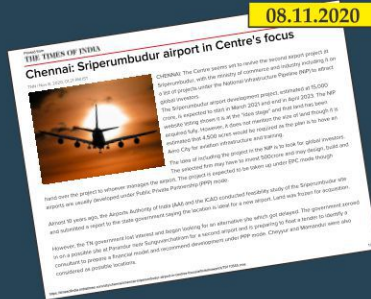 08.11.2020
THE TIMES OF INDIA
Chennai: Sriperumbudur airport in Centre's focus
CHENNAI: The Centre seems set to revive the second airport project at
Sriperumbudur, with the ministry of commerce and industry including it on
a list of projects under the National Infrastructure Pipeline (NIP) to attract
global investors.
The Sriperumbudur airport development project, estimated at 15,000
crore, is expected to start in March 2021 and end in April 2023. The NIP
website listing shows it is at the "idea stage" and that land has been
acquired fully. However, it does not mention the size of land though it is
estimated that 4,500 acres would be required as the plan is to have an
Aero City for aviation infrastructure and training.
The idea of including the project in the NIP is to look for global investors.
The selected firm may have to invest 500crore and may design, build and
hand over the project to whoever manages the airport. The project is expected to be taken up under EPC mode though
airports are usually developed under Public Private Partnership (PPP) mode.
Almost 10 years ago, the Airports Authority of India (AAI) and the ICAO conducted feasibility study of the Sriperumbudur site
and submitted a report to the state government saying the location is ideal for a new airport. Land was frozen for acquisition.
However, the TN government lost interest and began looking for an alternative site which got delayed. The government zeroed
in on a possible site at Parandur near Sunguvarchatram for a second airport and is preparing to float a tender to identify a
consultant to prepare a financial model and recommend development under PPP mode. Cheyyur and Mamandur were also
considered as possible locations.